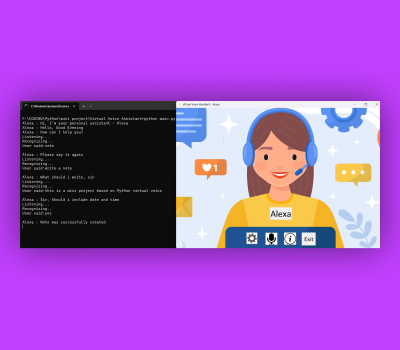 C:\Windows\System32\cmd.e
F:\CODING\Python\mini project\Virtual Voice Assistant>python main.py
Alexa : Hi, I'm your personal assistant - Alexa
Alexa : Hello, Good Evening
Alexa : How can I help you?
Listening...
Recognizing...
User said:note
Alexa : Please say it again
Listening...
Recognizing...
User said:write a note
Alexa : What should i write, sir
Listening...
Recognizing...
User said:this is a mini project based on Python virtual voice
Alexa : Sir, Should i include date and time
Listening...
Recognizing...
User said:yes
Alexa : Note was successfully created
Virtual Voice Assistant - Alexa
1
Alexa
Exit